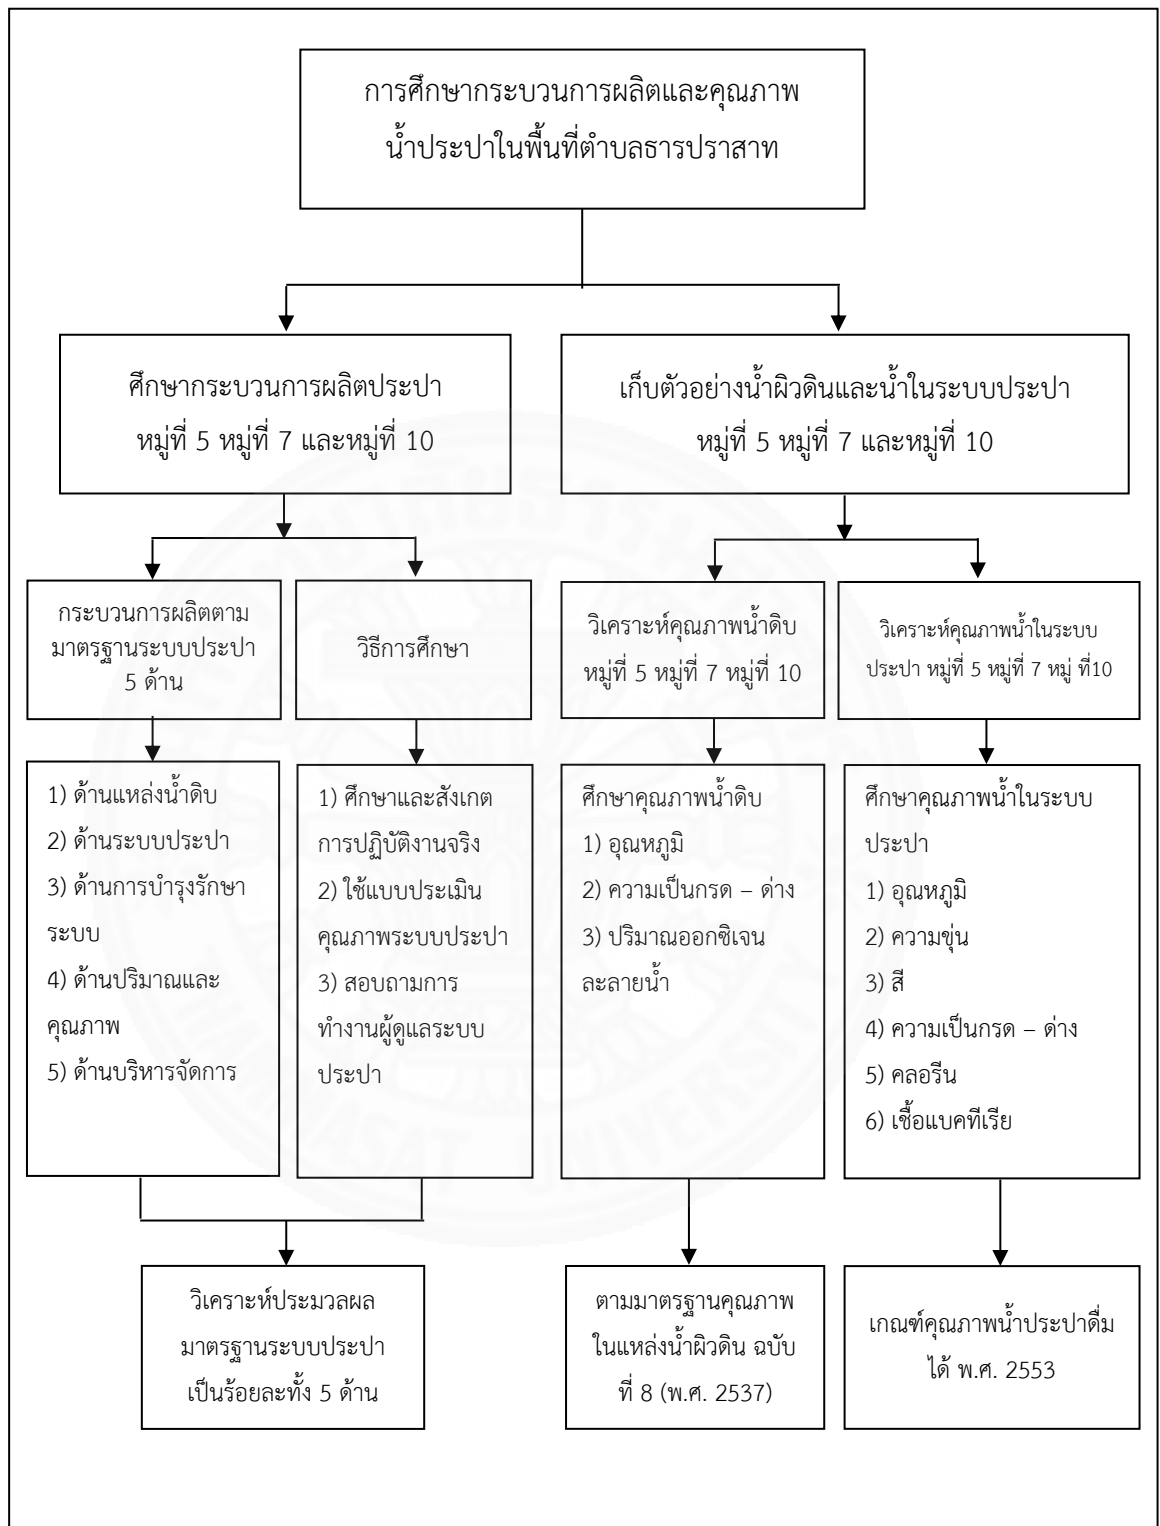 การศึกษากระบวนการผลิตและคุณภาพ
น้ำประปาในพื้นที่ตำบลธารปราสาท
ศึกษากระบวนการผลิตประปา
หมู่ที่ 5 หมู่ที่ 7 และหมู่ที่ 10
เก็บตัวอย่างน้ำผิวดินและน้ำในระบบประปา
หมู่ที่ 5 หมู่ที่ 7 และหมู่ที่ 10
กระบวนการผลิตตาม
มาตรฐานระบบประปา
5 ด้าน
วิธีการศึกษา
วิเคราะห์คุณภาพน้ำดิบ
หมู่ที่ 5 หมู่ที่ 7 หมู่ที่ 10
วิเคราะห์คุณภาพน้ำในระบบ
ประปา หมู่ที่ 5 หมู่ที่ 7 หมู่ ที่10
1) ด้านแหล่งน้ำดิบ
2) ด้านระบบประปา
3) ด้านการบำรุงรักษา
ระบบ
4) ด้านปริมาณและ
คุณภาพ
5) ด้านบริหารจัดการ
1) ศึกษาและสังเกต
การปฏิบัติงานจริง
2) ใช้แบบประเมิน
คุณภาพระบบประปา
3) สอบถามการ
ทำงานผู้ดูแลระบบ
ประปา
ศึกษาคุณภาพน้ำดิบ
1) อุณหภูมิ
2) ความเป็นกรด – ด่าง
3) ปริมาณออกซิเจน
ละลายน้ำ
ศึกษาคุณภาพน้ำในระบบ
ประปา
1) อุณหภูมิ
2) ความขุ่น
3) สี
4) ความเป็นกรด – ด่าง
5) คลอรีน
6) เชื้อแบคทีเรีย
วิเคราะห์ประมวลผล
มาตรฐานระบบประปา
เป็นร้อยละทั้ง 5 ด้าน
ตามมาตรฐานคุณภาพ
ในแหล่งน้ำผิวดิน ฉบับ
ที่ 8 (พ.ศ. 2537)
เกณฑ์คุณภาพน้ำประปาดื่ม
ได้ พ.ศ. 2553
THAMMASAT UNIVERSITY